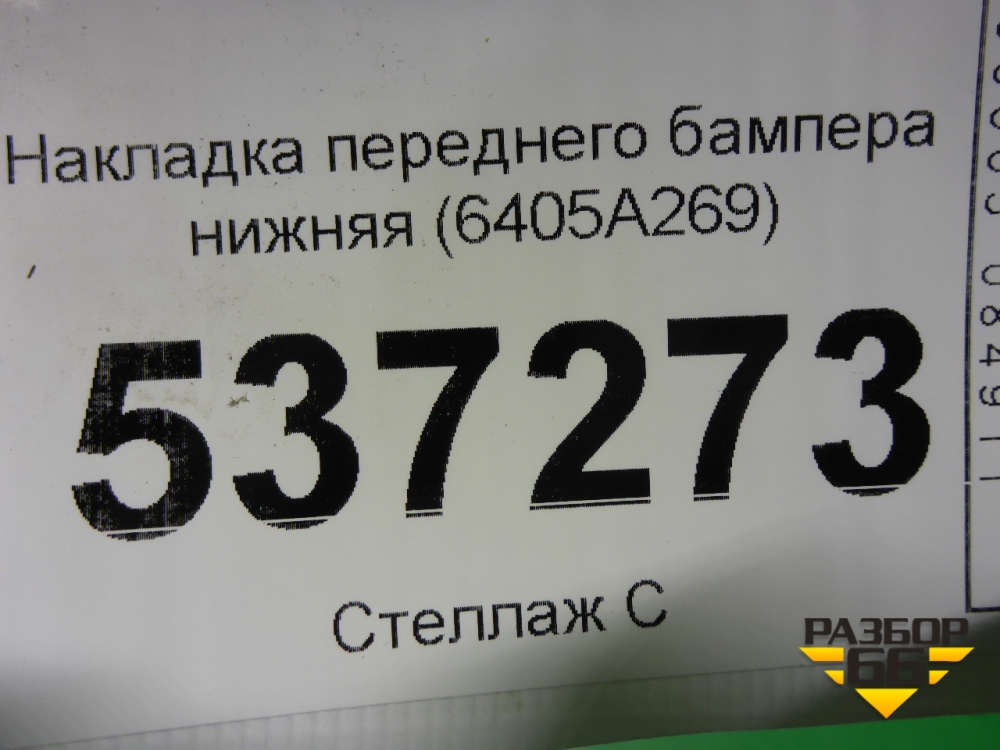 Накладка переднего бампера
нижняя (6405A269)
537273
Стеллаж С
РАЗБОР
66